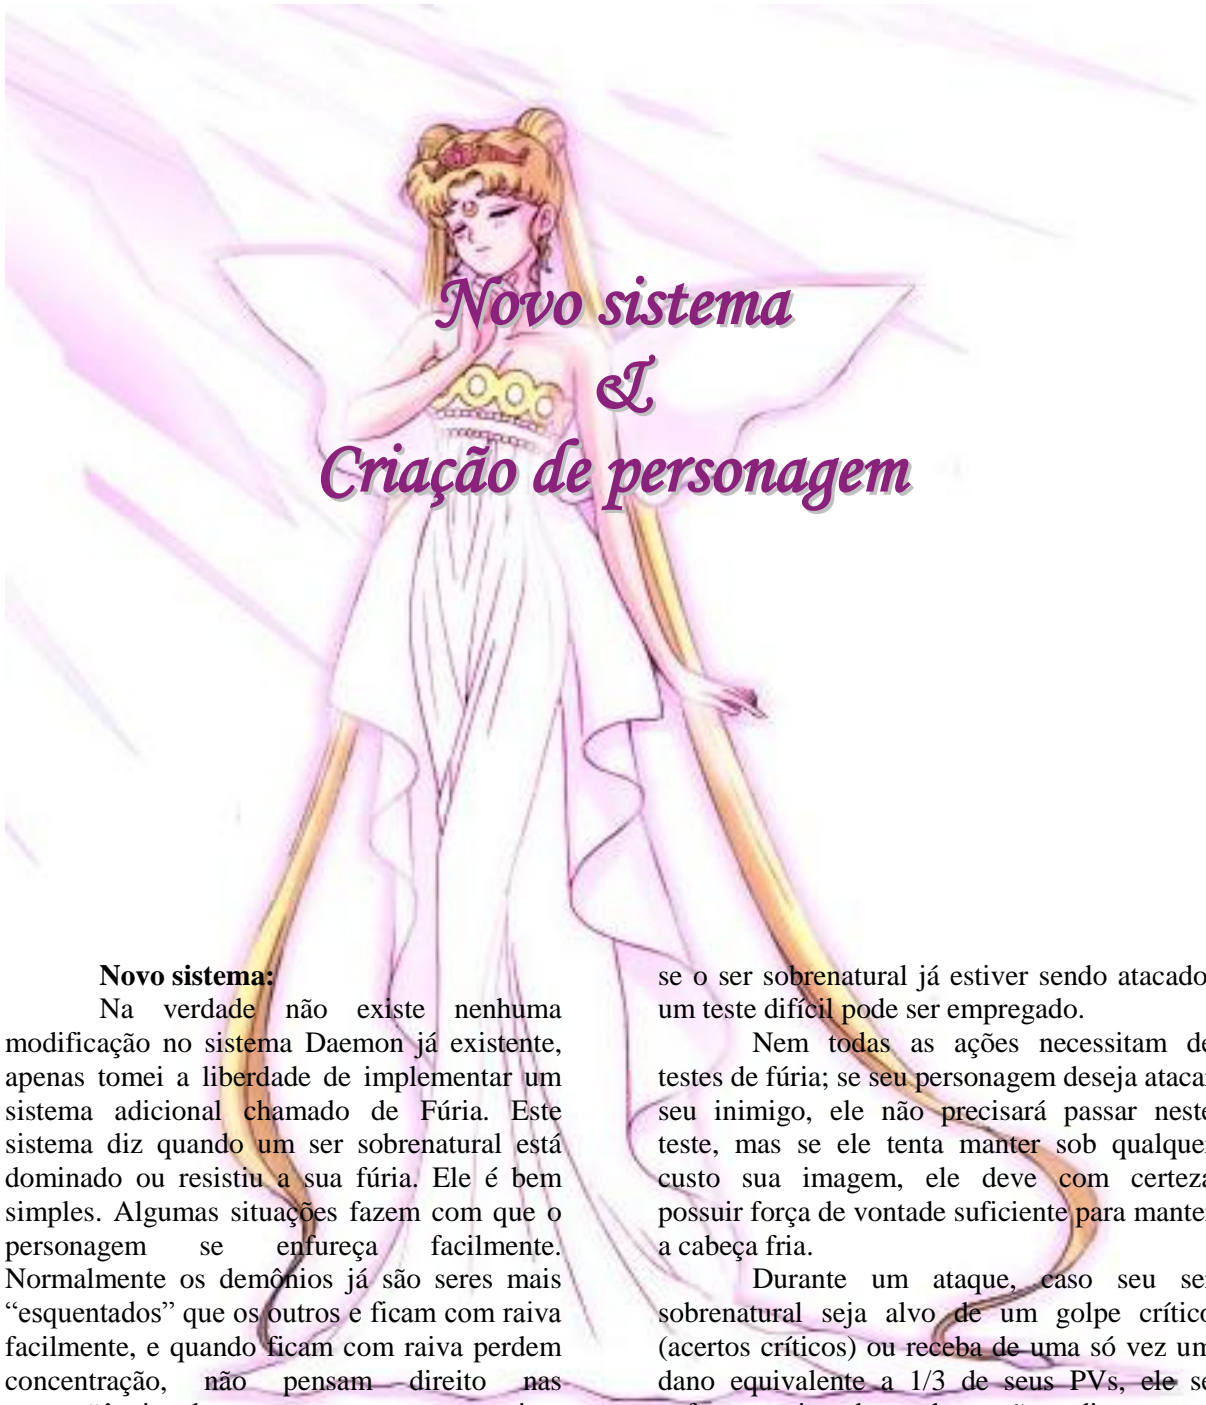 Novo sistema
&
Criação de personagem
Novo sistema:
Na verdade não existe nenhuma
modificação no sistema Daemon já existente,
apenas tomei a liberdade de implementar um
sistema adicional chamado de Fúria. Este
sistema diz quando um ser sobrenatural está
dominado ou resistiu a sua fúria. Ele é bem
simples. Algumas situações fazem com que o
personagem se enfureça facilmente.
Normalmente os demônios já são seres mais
“esquentados” que os outros e ficam com raiva
facilmente, e quando ficam com raiva perdem
concentração, não pensam direito nas
se o ser sobrenatural já estiver sendo atacado
um teste difícil pode ser empregado.
Nem todas as ações necessitam de
testes de fúria; se seu personagem deseja atacar
seu inimigo, ele não precisará passar neste
teste, mas se ele tenta manter sob qualquer
custo sua imagem, ele deve com certeza
possuir força de vontade suficiente para manter
a cabeça fria.
Durante um ataque, caso seu ser
sobrenatural seja alvo de um golpe crítico
(acertos críticos) ou receba de uma só vez um
dano equivalente a 1/3 de seus PVs, ele se